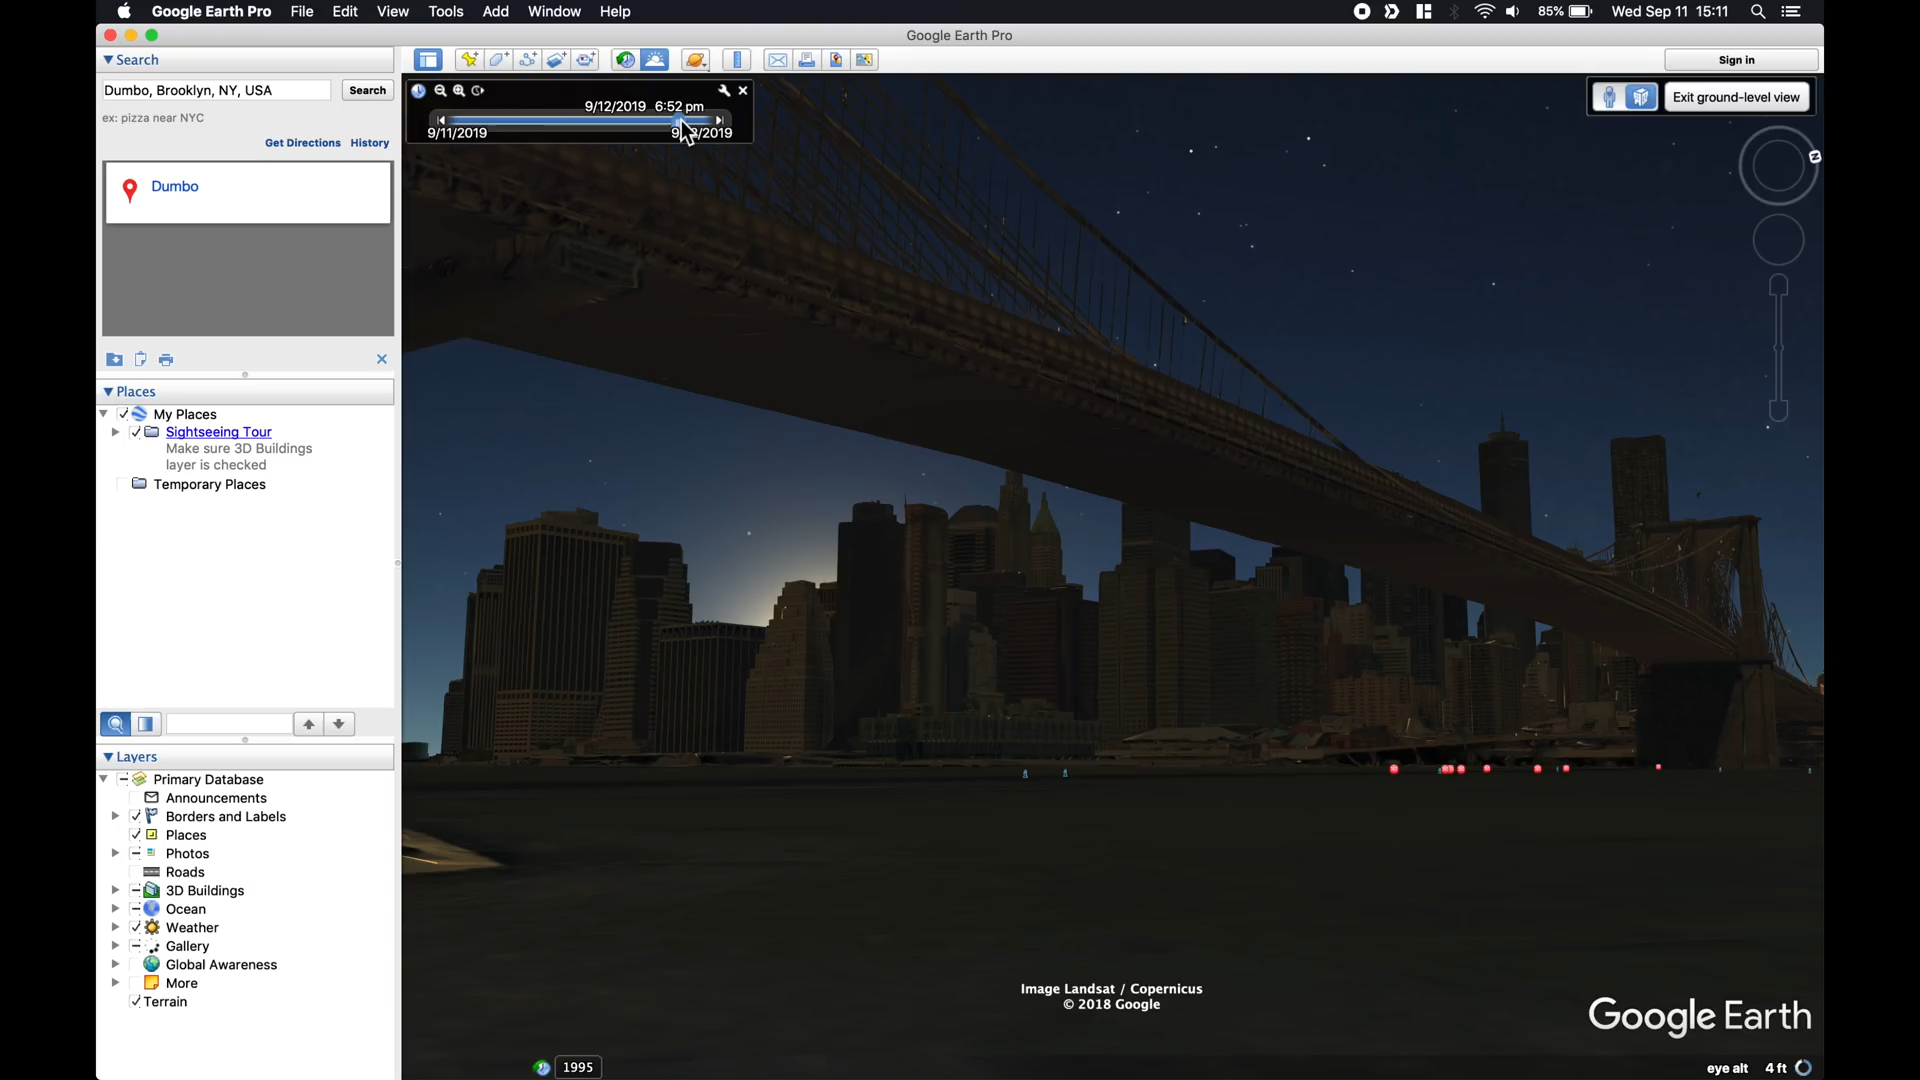 Google Earth Pro File Edit View Tools Add Window Help 85% Wed Sep 11 15:11
Google Earth Pro
Search
Sign in
Dumbo, Brooklyn, NY, USA Search
ex: pizza near NYC
Get Directions History
Dumbo
9/12/2019 6:52 pm
9/11/2019
Exit ground-level view
N
Places
My Places
Sightseeing Tour
Make sure 3D Buildings
layer is checked
Temporary Places
Layers
Primary Database
Announcements
Borders and Labels
Places
Photos
Roads
3D Buildings
Ocean
Weather
Gallery
Global Awareness
More
Terrain
Image Landsat / Copernicus
© 2018 Google
Google Earth
1995
eye alt 4 ft